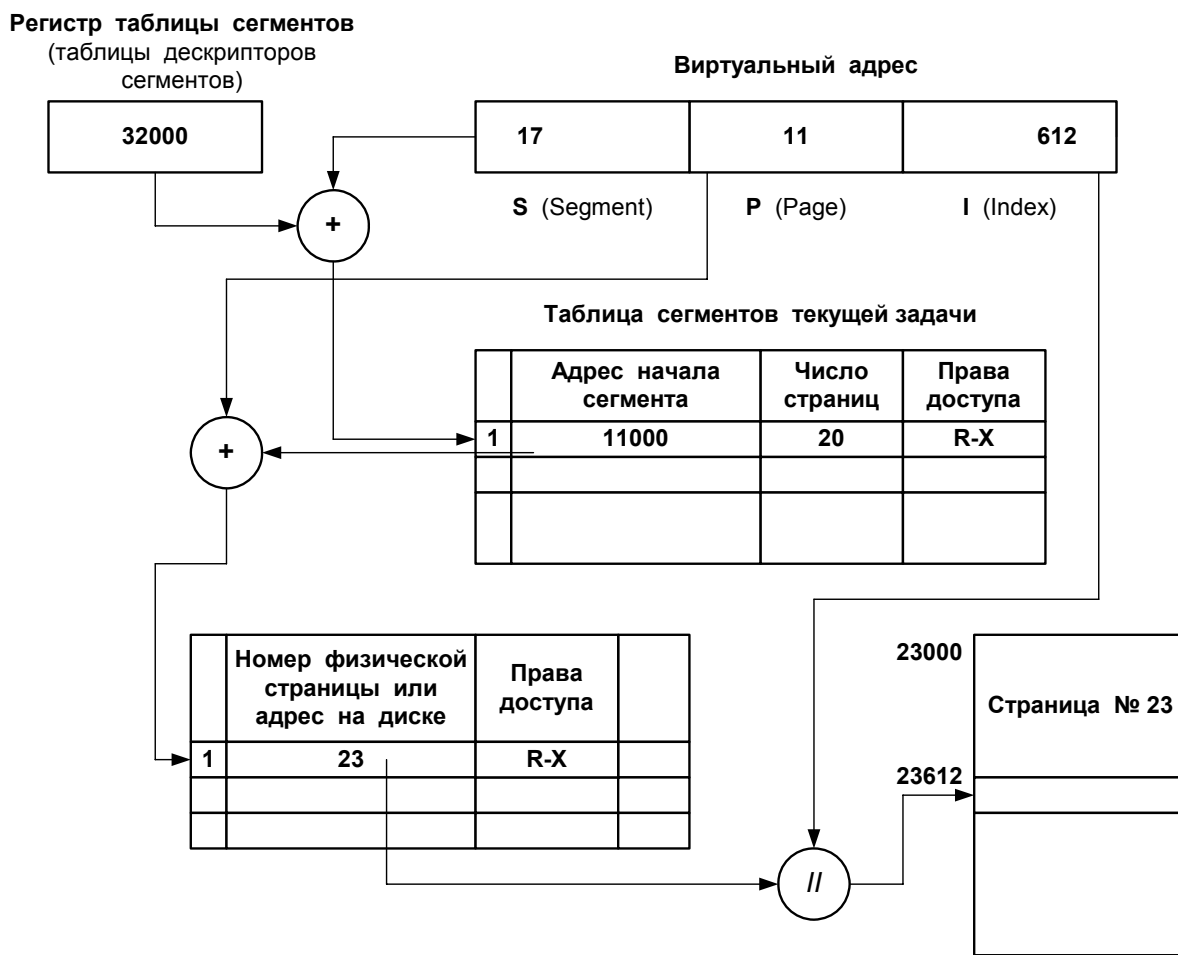 Регистр таблицы сегментов
(таблицы дескрипторов
сегментов)
Виртуальный адрес
32000
17 11 612
S (Segment) P (Page) I (Index)
+
Таблица сегментов текущей задачи
Адрес начала
сегмента
Число
страниц
Права
доступа
1 11000 20 R-X
+
Номер физической
страницы или
адрес на диске
Права
доступа
1 23 R-X
23000
Страница № 23
23612
//